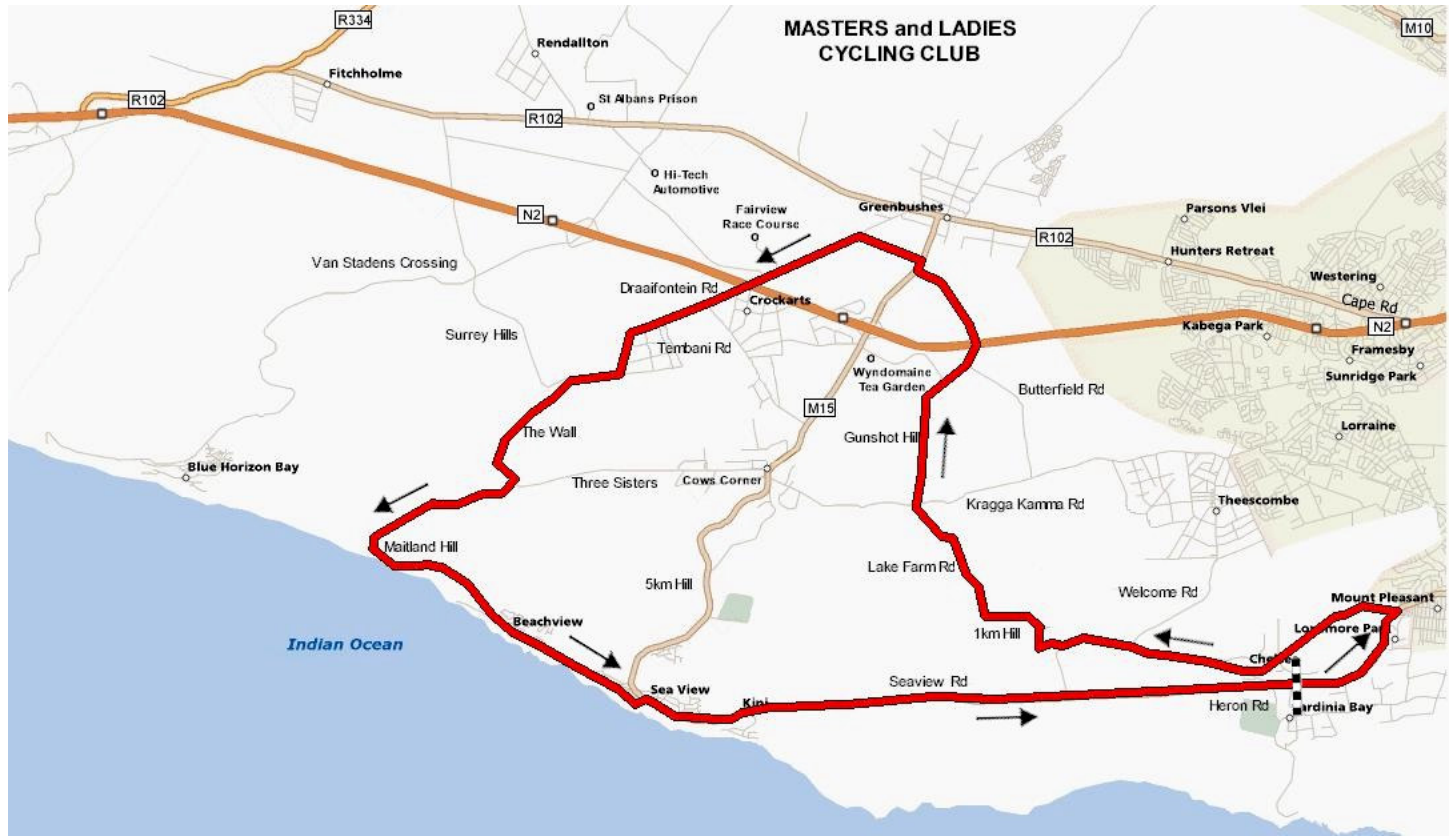 MASTERS and LADIES
CYCLING CLUB
R334
M10
Rendallton
Fitchholme
R102
St Albans Prison
R102
Hi-Tech
Automotive
N2
Fairview
Race Course
Greenbushes
Parsons Vlei
R102
Hunters Retreat
Van Stadens Crossing
Westering
Draaifontein Rd
Crockarts
Cape Rd
Kabega Park
N2
Surrey Hills
Tembani Rd
Framesby
Wyndomaine
Tea Garden
Sunridge Park
Butterfield Rd
M15
The Wall
Gunshot Hill
Lorraine
Blue Horizon Bay
Three Sisters
Cows Corner
Kragga Kamma Rd
Theescombe
Maitland Hill
Lake Farm Rd
5km Hill
Welcome Rd
Mount Pleasant
Beachview
1km Hill
Indian Ocean
Seaview Rd
Sea View
Heron Rd